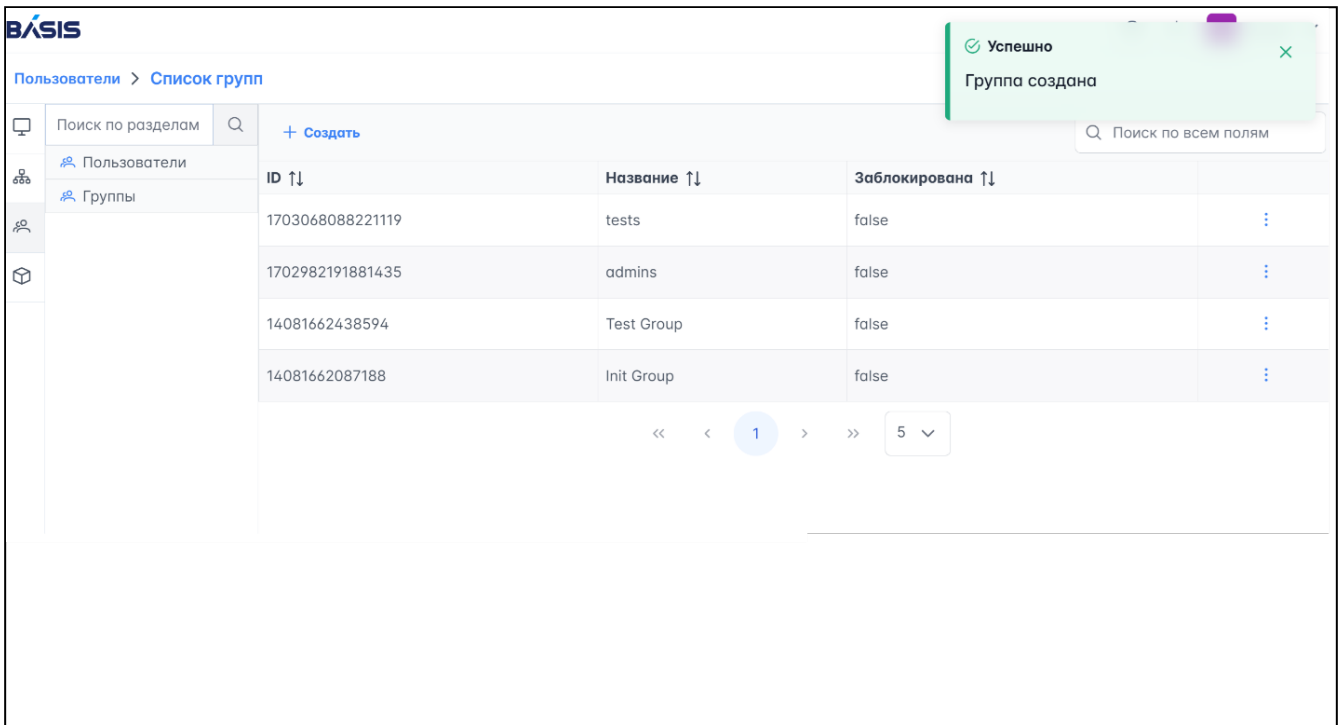 BASIS
Успешно
Группа создана
Пользователи > Список групп
Поиск по разделам
Пользователи
Группы
+ Создать
Поиск по всем полям
ID Название Заблокирована
1703068088221119 tests false
1702982191881435 admins false
14081662438594 Test Group false
14081662087188 Init Group false
<< < 1 > >> 5